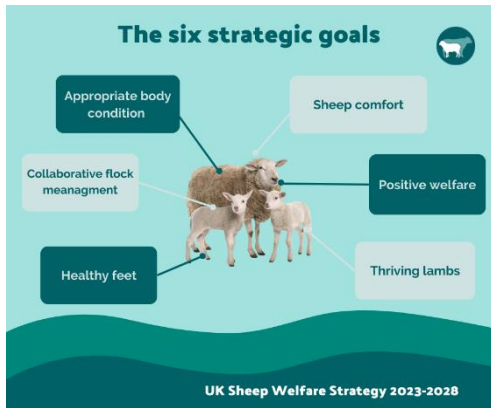 The six strategic goals
Appropriate body
condition
Sheep comfort
Collaborative flock
meanagment
Positive welfare
Healthy feet
Thriving lambs
UK Sheep Welfare Strategy 2023-2028